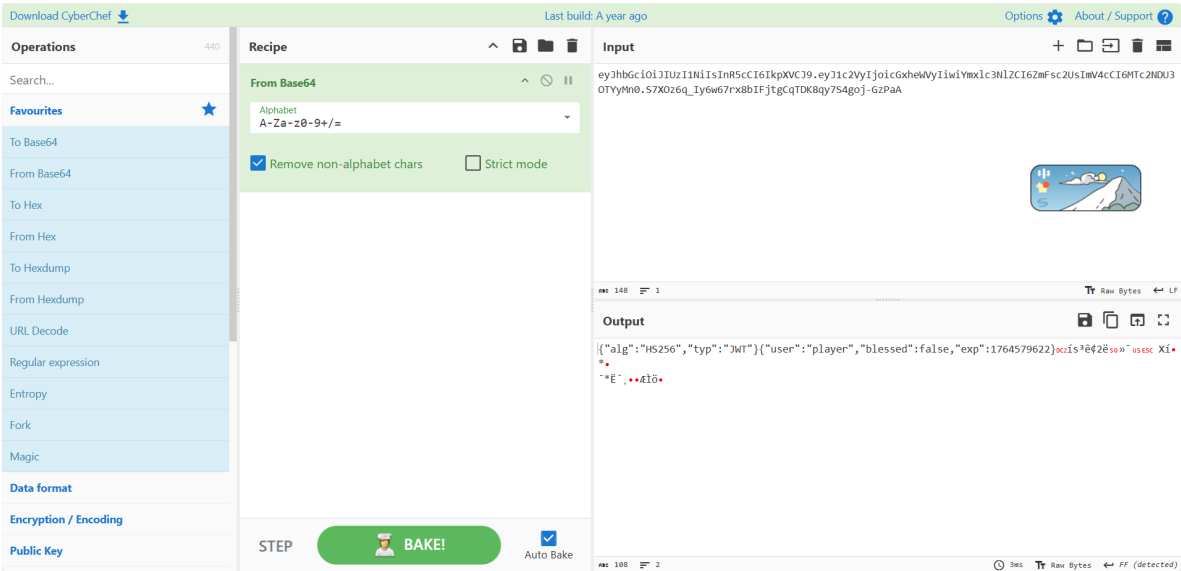 Download CyberChef
Last build: A year ago
Options
About / Support
Operations
440
Search...
Favourites
To Base64
From Base64
To Hex
From Hex
To Hexdump
From Hexdump
URL Decode
Regular expression
Entropy
Fork
Magic
Data format
Encryption / Encoding
Public Key
Recipe
From Base64
Alphabet
A-Za-z0-9+/=
Remove non-alphabet chars
Strict mode
STEP
BAKE!
Auto Bake
Input
eyJhbGciOiJIUzI1NiIsInR5cCI6IkpXVCJ9.eyJ1c2VyIjoicGxheWVyIiwiYmxlc3NlZCI6ZmFsc2UsImV4cCI6MTc2NDU3
OTYyMn0.S7XOz6q_Iy6w67rx8bIFjtgCqTDK8qy7S4goj-GzPaA
ABC 148 1
Raw Bytes
LF
Output
{"alg":"HS256","typ":"JWT"}{"user":"player","blessed":false,"exp":1764579622}
ABC 108 2
3ms
Raw Bytes
FF (detected)